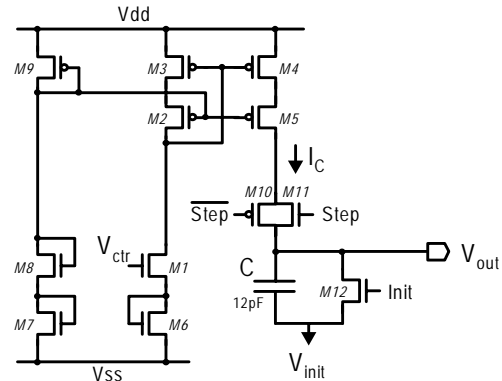 Vdd
M9
M3
M4
M2
M5
I_C
M10 M11
Step
Step
V_ctr
M8
M1
C
12pF
M12
Init
V_out
M7
M6
V_init
Vss